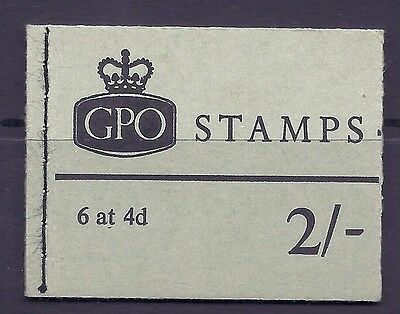 GPO STAMPS
6 at 4d 2/-